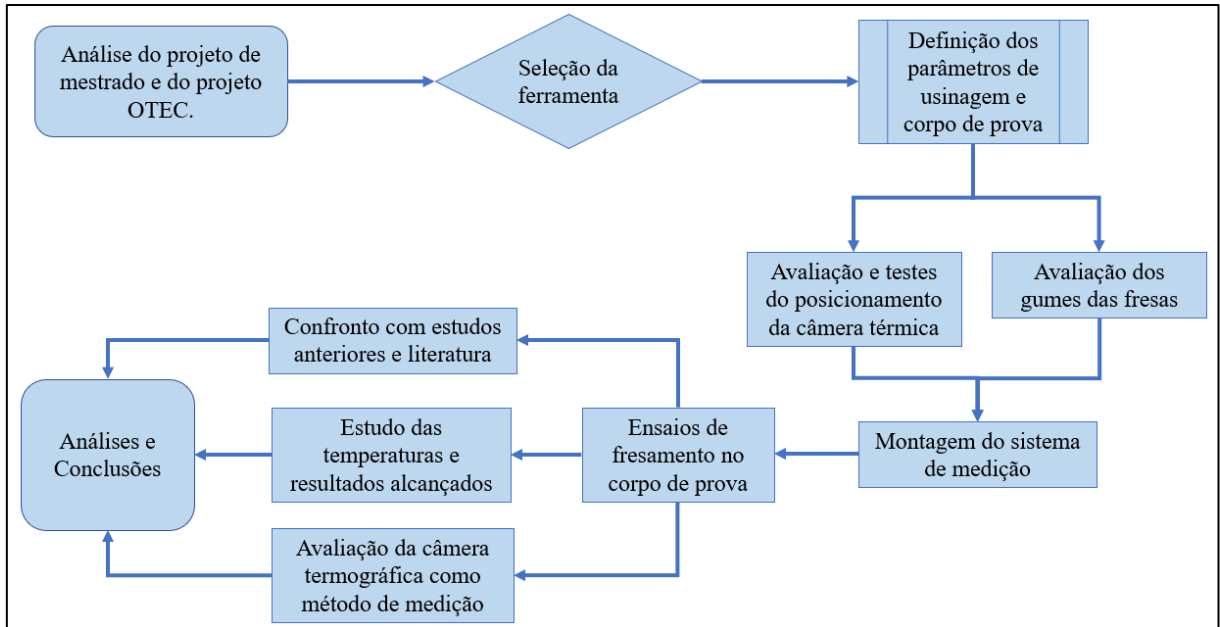 Análise do projeto de
mestrado e do projeto
OTEC.
Seleção da
ferramenta
Definição dos
parâmetros de
usinagem e
corpo de prova
Avaliação e testes
do posicionamento
da câmera térmica
Avaliação dos
gumes das fresas
Montagem do sistema
de medição
Ensaios de
fresamento no
corpo de prova
Confronto com estudos
anteriores e literatura
Estudo das
temperaturas e
resultados alcançados
Avaliação da câmera
termográfica como
método de medição
Análises e
Conclusões